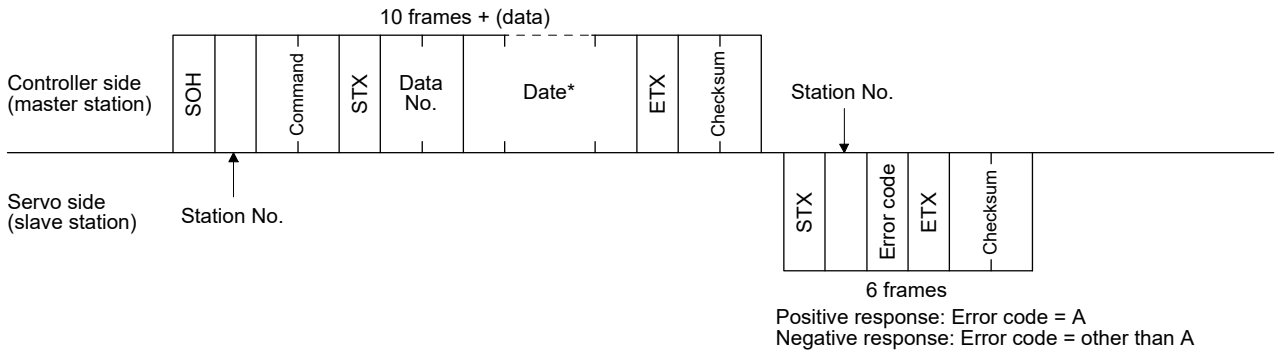 10 frames + (data)
Controller side
(master station)
SOH
Command
STX
Data
No.
Date*
ETX
Checksum
Station No.
Servo side
(slave station)
Station No.
STX
Error code
ETX
Checksum
6 frames
Positive response: Error code = A
Negative response: Error code = other than A